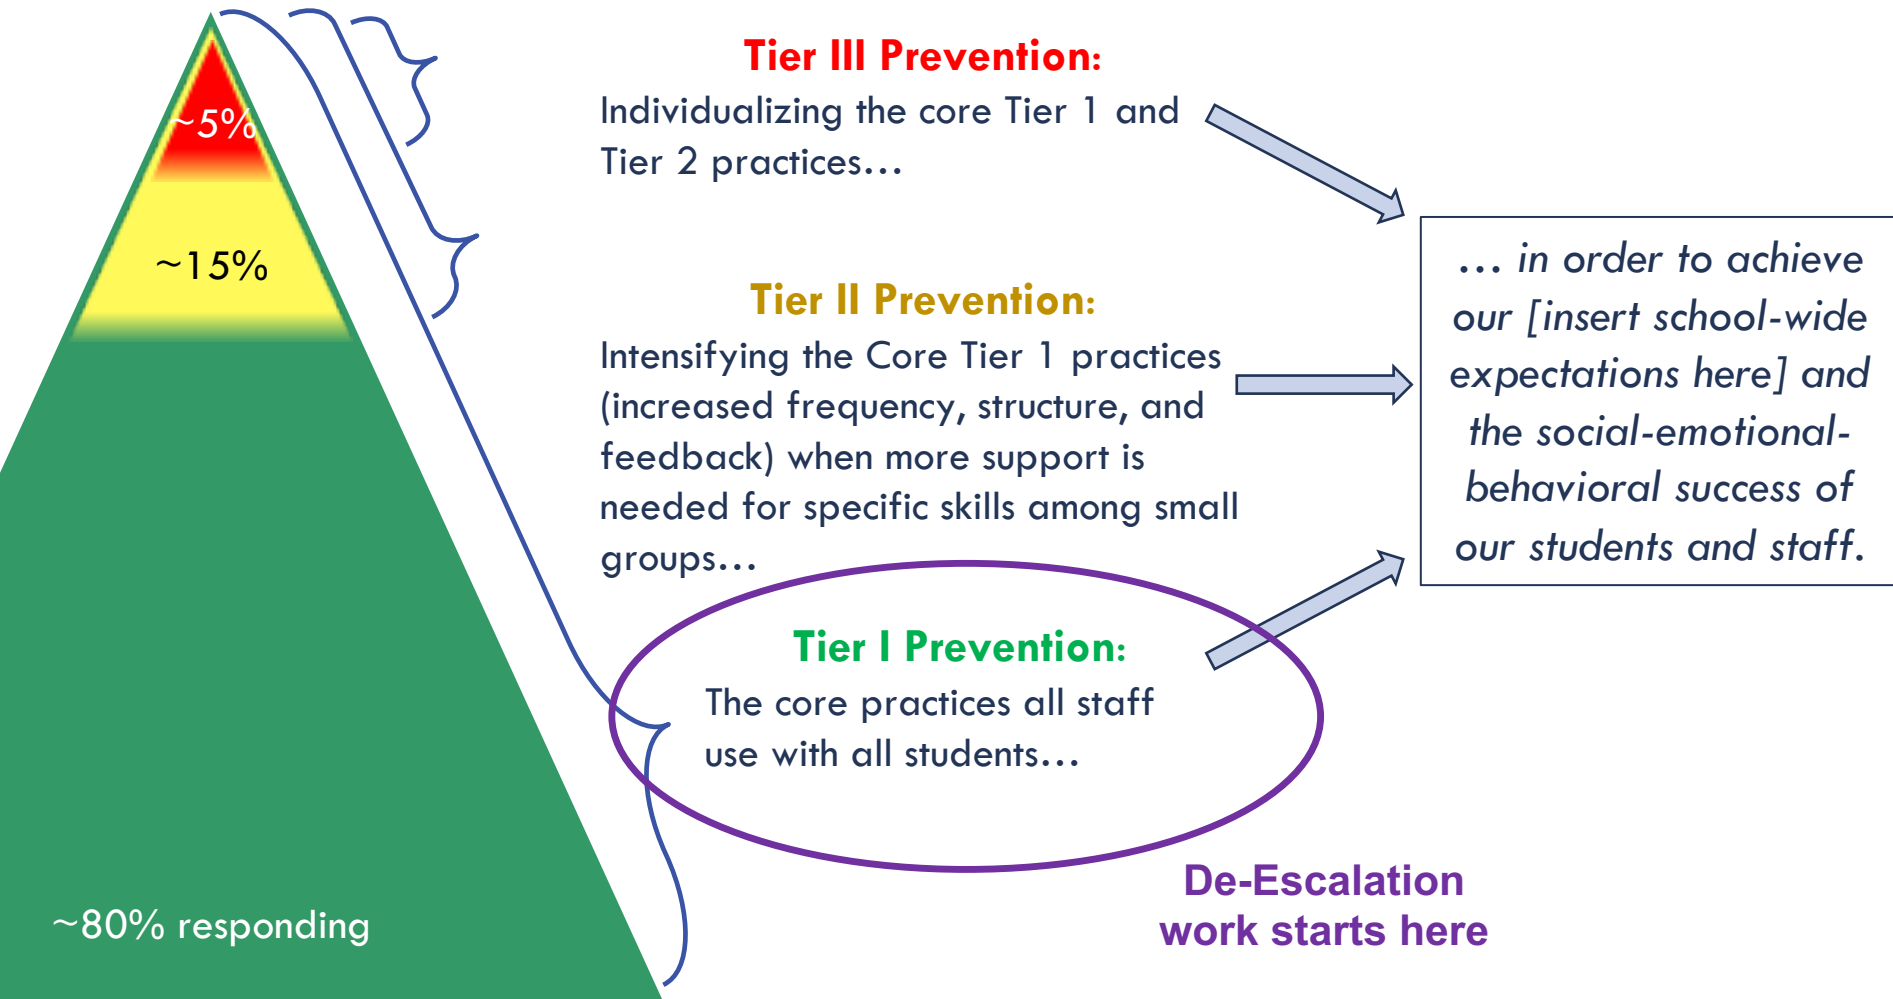 ~5%
~15%
~80% responding
Tier III Prevention:
Individualizing the core Tier 1 and
Tier 2 practices…
Tier II Prevention:
Intensifying the Core Tier 1 practices
(increased frequency, structure, and
feedback) when more support is
needed for specific skills among small
groups…
Tier I Prevention:
The core practices all staff
use with all students…
De-Escalation
work starts here
… in order to achieve
our [insert school-wide
expectations here] and
the social-emotional-
behavioral success of
our students and staff.